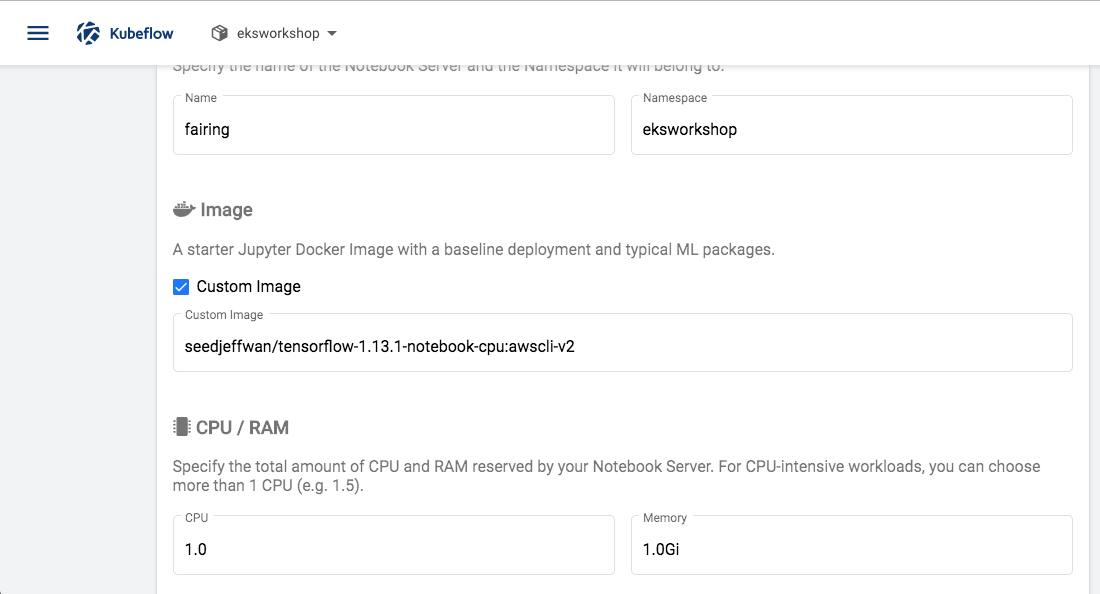 Kubeflow eksworkshop
Specify the name of the Notebook Server and the Namespace it will belong to.
Name Namespace
fairing eksworkshop
Image
A starter Jupyter Docker Image with a baseline deployment and typical ML packages.
Custom Image
Custom Image
seedjeffwan/tensorflow-1.13.1-notebook-cpu:awscli-v2
CPU / RAM
Specify the total amount of CPU and RAM reserved by your Notebook Server. For CPU-intensive workloads, you can choose
more than 1 CPU (e.g. 1.5).
CPU Memory
1.0 1.0Gi